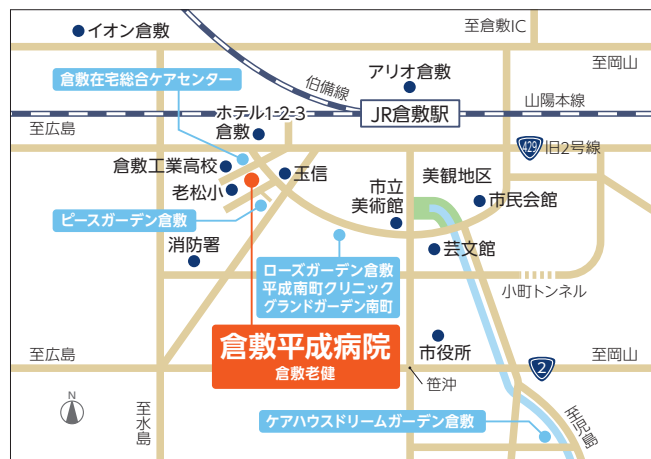 至倉敷IC
イオン倉敷
至岡山
倉敷在宅総合ケアセンター
伯備線
アリオ倉敷
ホテル1-2-3
倉敷
JR倉敷駅
山陽本線
至広島
429
旧2号線
倉敷工業高校
玉信
老松小
市立
美術館
美観地区
市民会館
ピースガーデン倉敷
消防署
芸文館
ローズガーデン倉敷
平成南町クリニック
グランドガーデン南町
小町トンネル
倉敷平成病院
倉敷老健
至広島
市役所
2
至岡山
笹沖
N
至水島
ケアハウスドリームガーデン倉敷
至児島